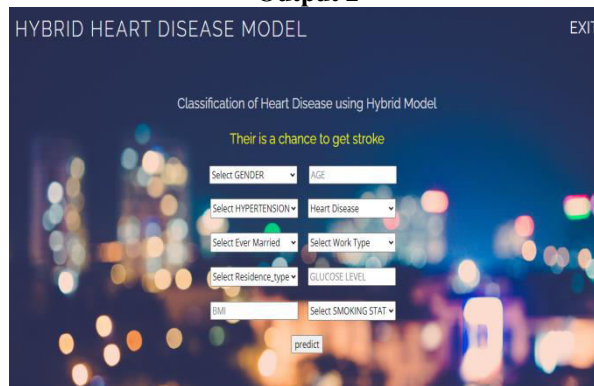 Output 2
HYBRID HEART DISEASE MODEL EXIT
Classification of Heart Disease using Hybrid Model
Their is a chance to get stroke
Select GENDER AGE
Select HYPERTENSION Heart Disease
Select Ever Married Select Work Type
Select Residence_type GLUCOSE LEVEL
BMI Select SMOKING STAT
predict